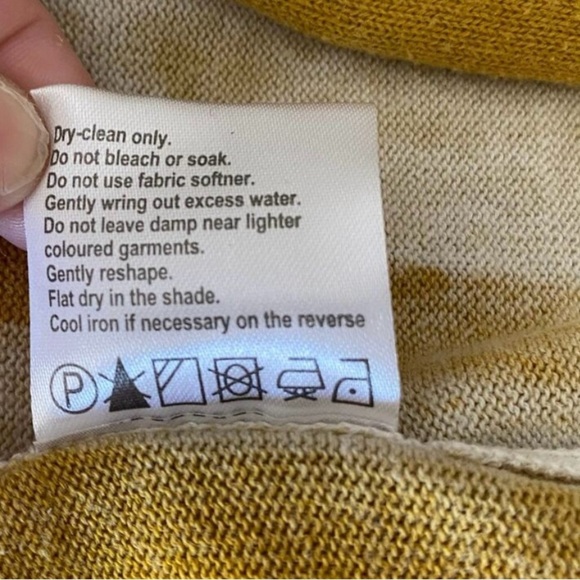 Dry-clean only.
Do not bleach or soak.
Do not use fabric softner.
Gently wring out excess water.
Do not leave damp near lighter
coloured garments.
Gently reshape.
Flat dry in the shade.
Cool iron if necessary on the reverse
P